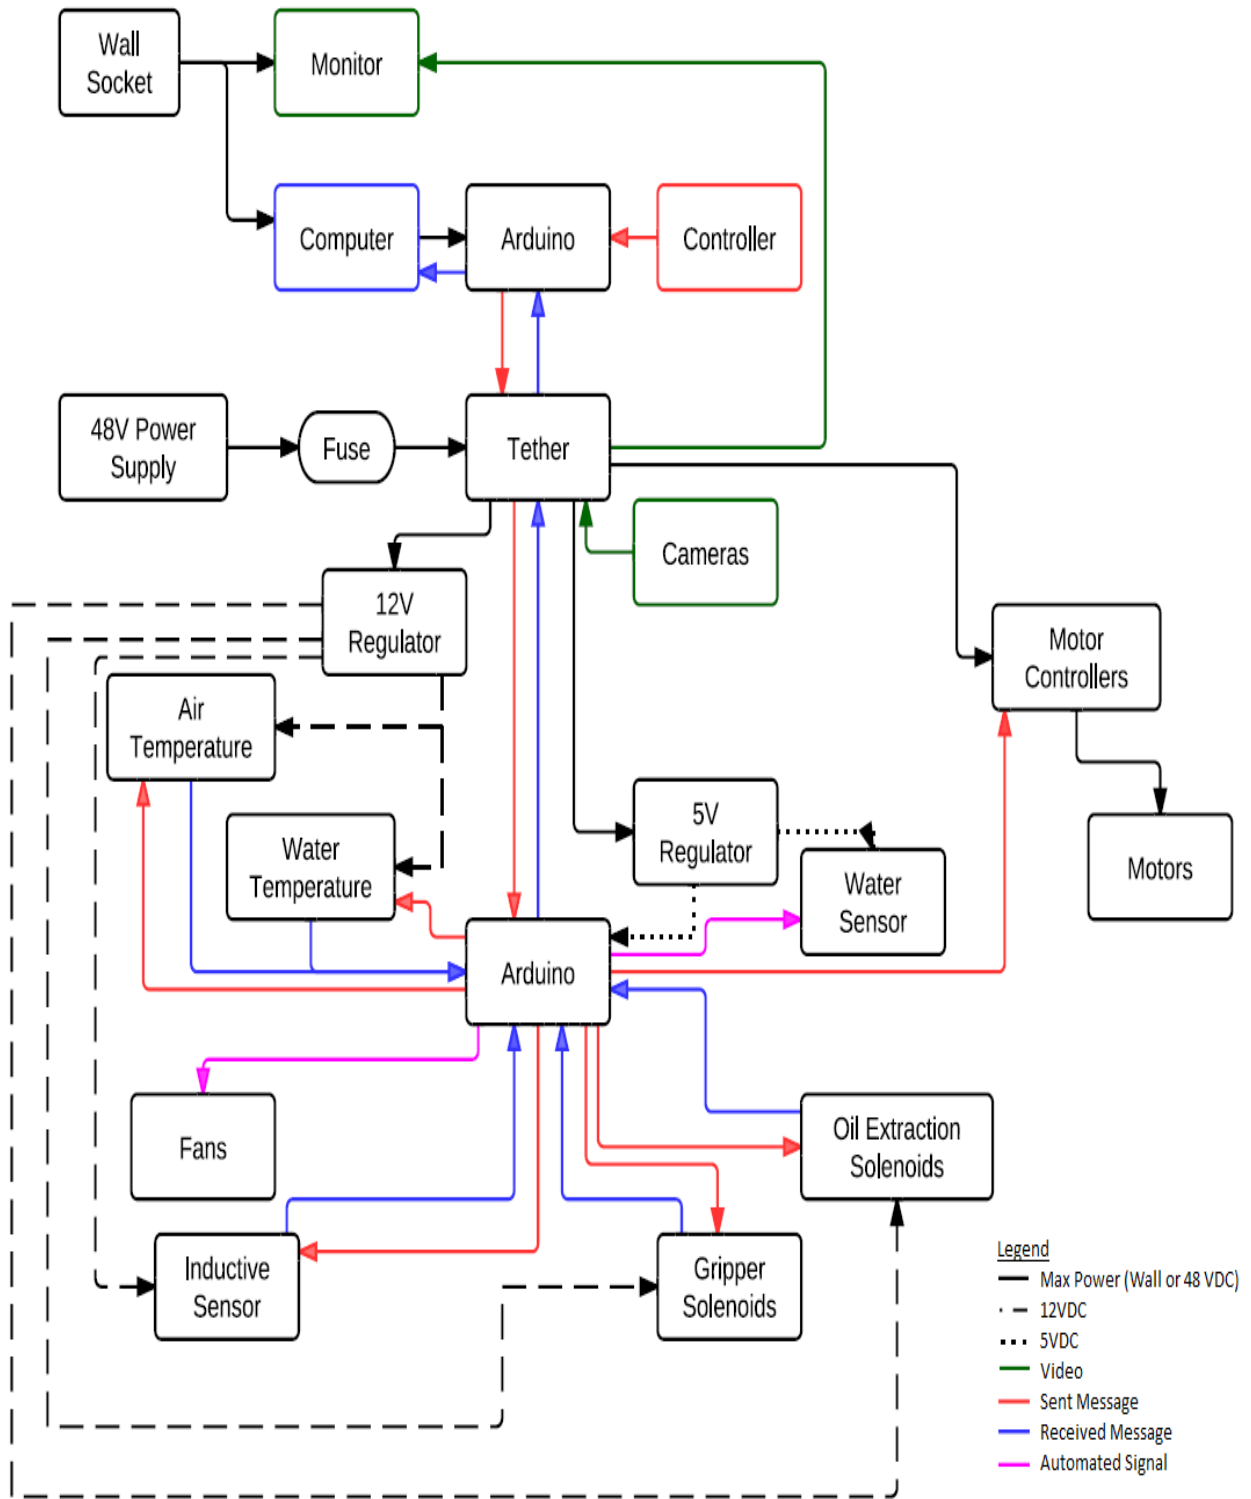 Wall
Socket
Monitor
Computer
Arduino
Controller
48V Power
Supply
Fuse
Tether
Cameras
12V
Regulator
Motor
Controllers
Air
Temperature
5V
Regulator
Water
Temperature
Water
Sensor
Motors
Arduino
Fans
Oil Extraction
Solenoids
Inductive
Sensor
Gripper
Solenoids
Legend
Max Power (Wall or 48 VDC)
12VDC
5VDC
Video
Sent Message
Received Message
Automated Signal